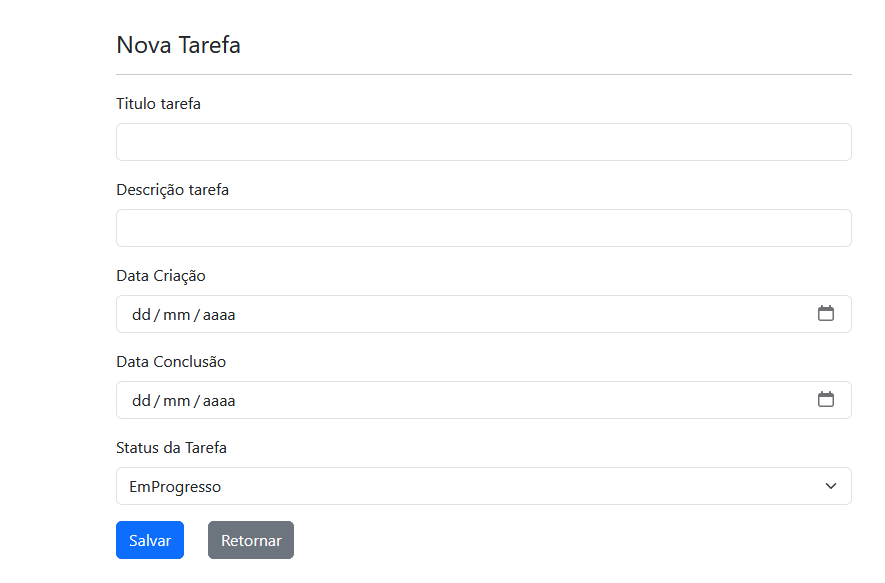 Nova Tarefa
Titulo tarefa
Descrição tarefa
Data Criação
dd/mm/aaaa
Data Conclusão
dd/mm/aaaa
Status da Tarefa
EmProgresso
Salvar Retornar